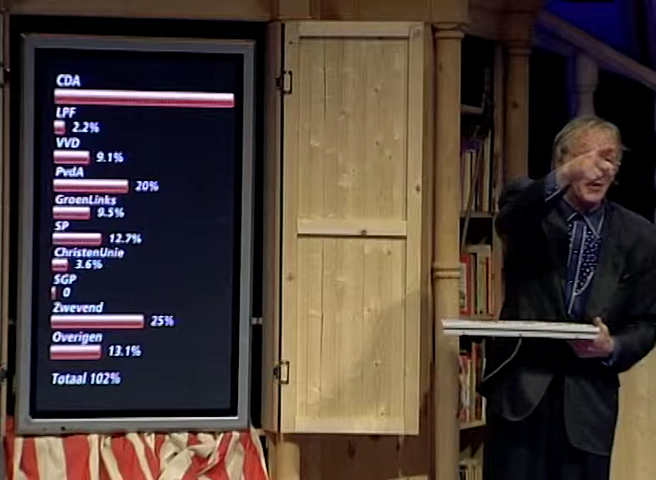 CDA
LPF
2.2%
VVD
9.1%
PvdA
20%
GroenLinks
9.5%
SP
12.7%
ChristenUnie
3.6%
SGP
0
Zwevend
25%
Overigen
13.1%
Totaal 102%